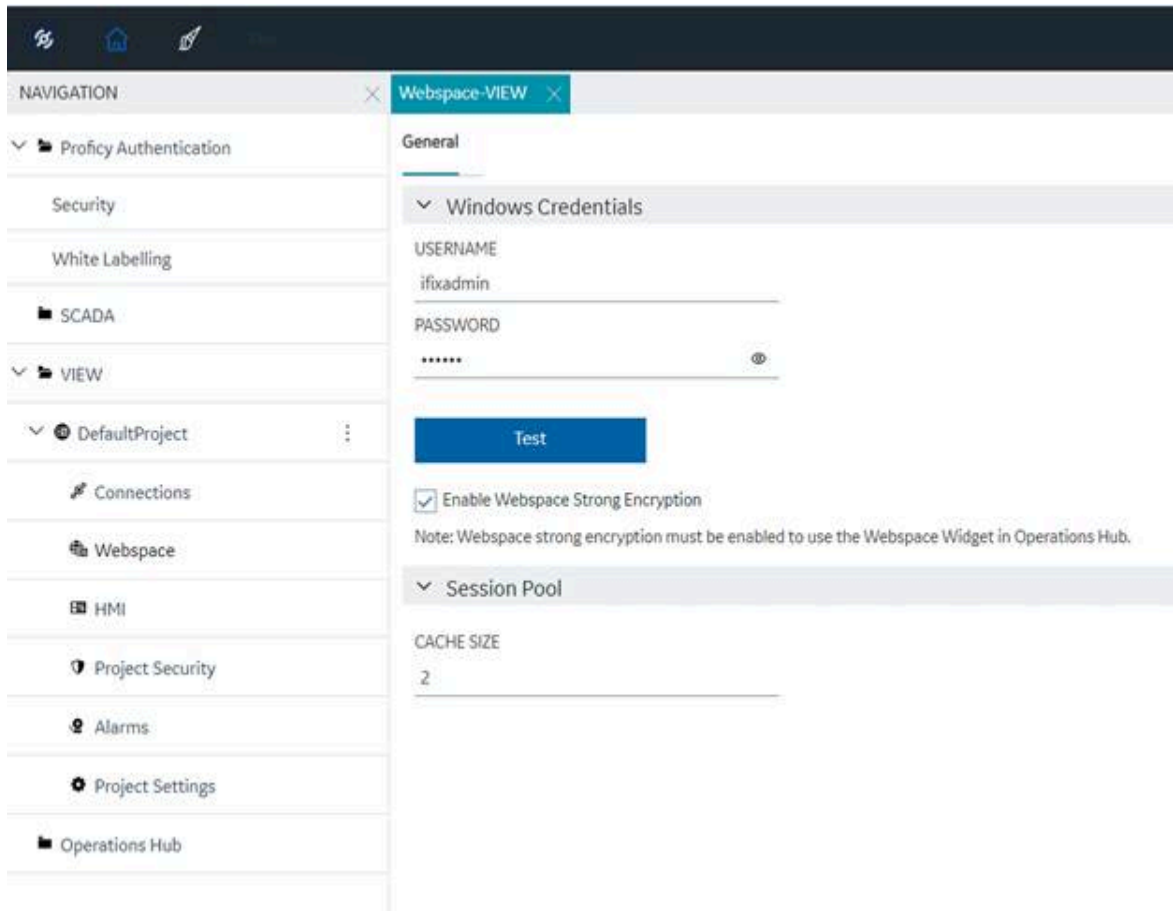 NAVIGATION
Proficy Authentication
Security
White Labelling
SCADA
VIEW
DefaultProject
Connections
Webspace
HMI
Project Security
Alarms
Project Settings
Operations Hub
Webspace-VIEW
General
Windows Credentials
USERNAME
ifixadmin
PASSWORD
••••••
Test
Enable Webspace Strong Encryption
Note: Webspace strong encryption must be enabled to use the Webspace Widget in Operations Hub.
Session Pool
CACHE SIZE
2